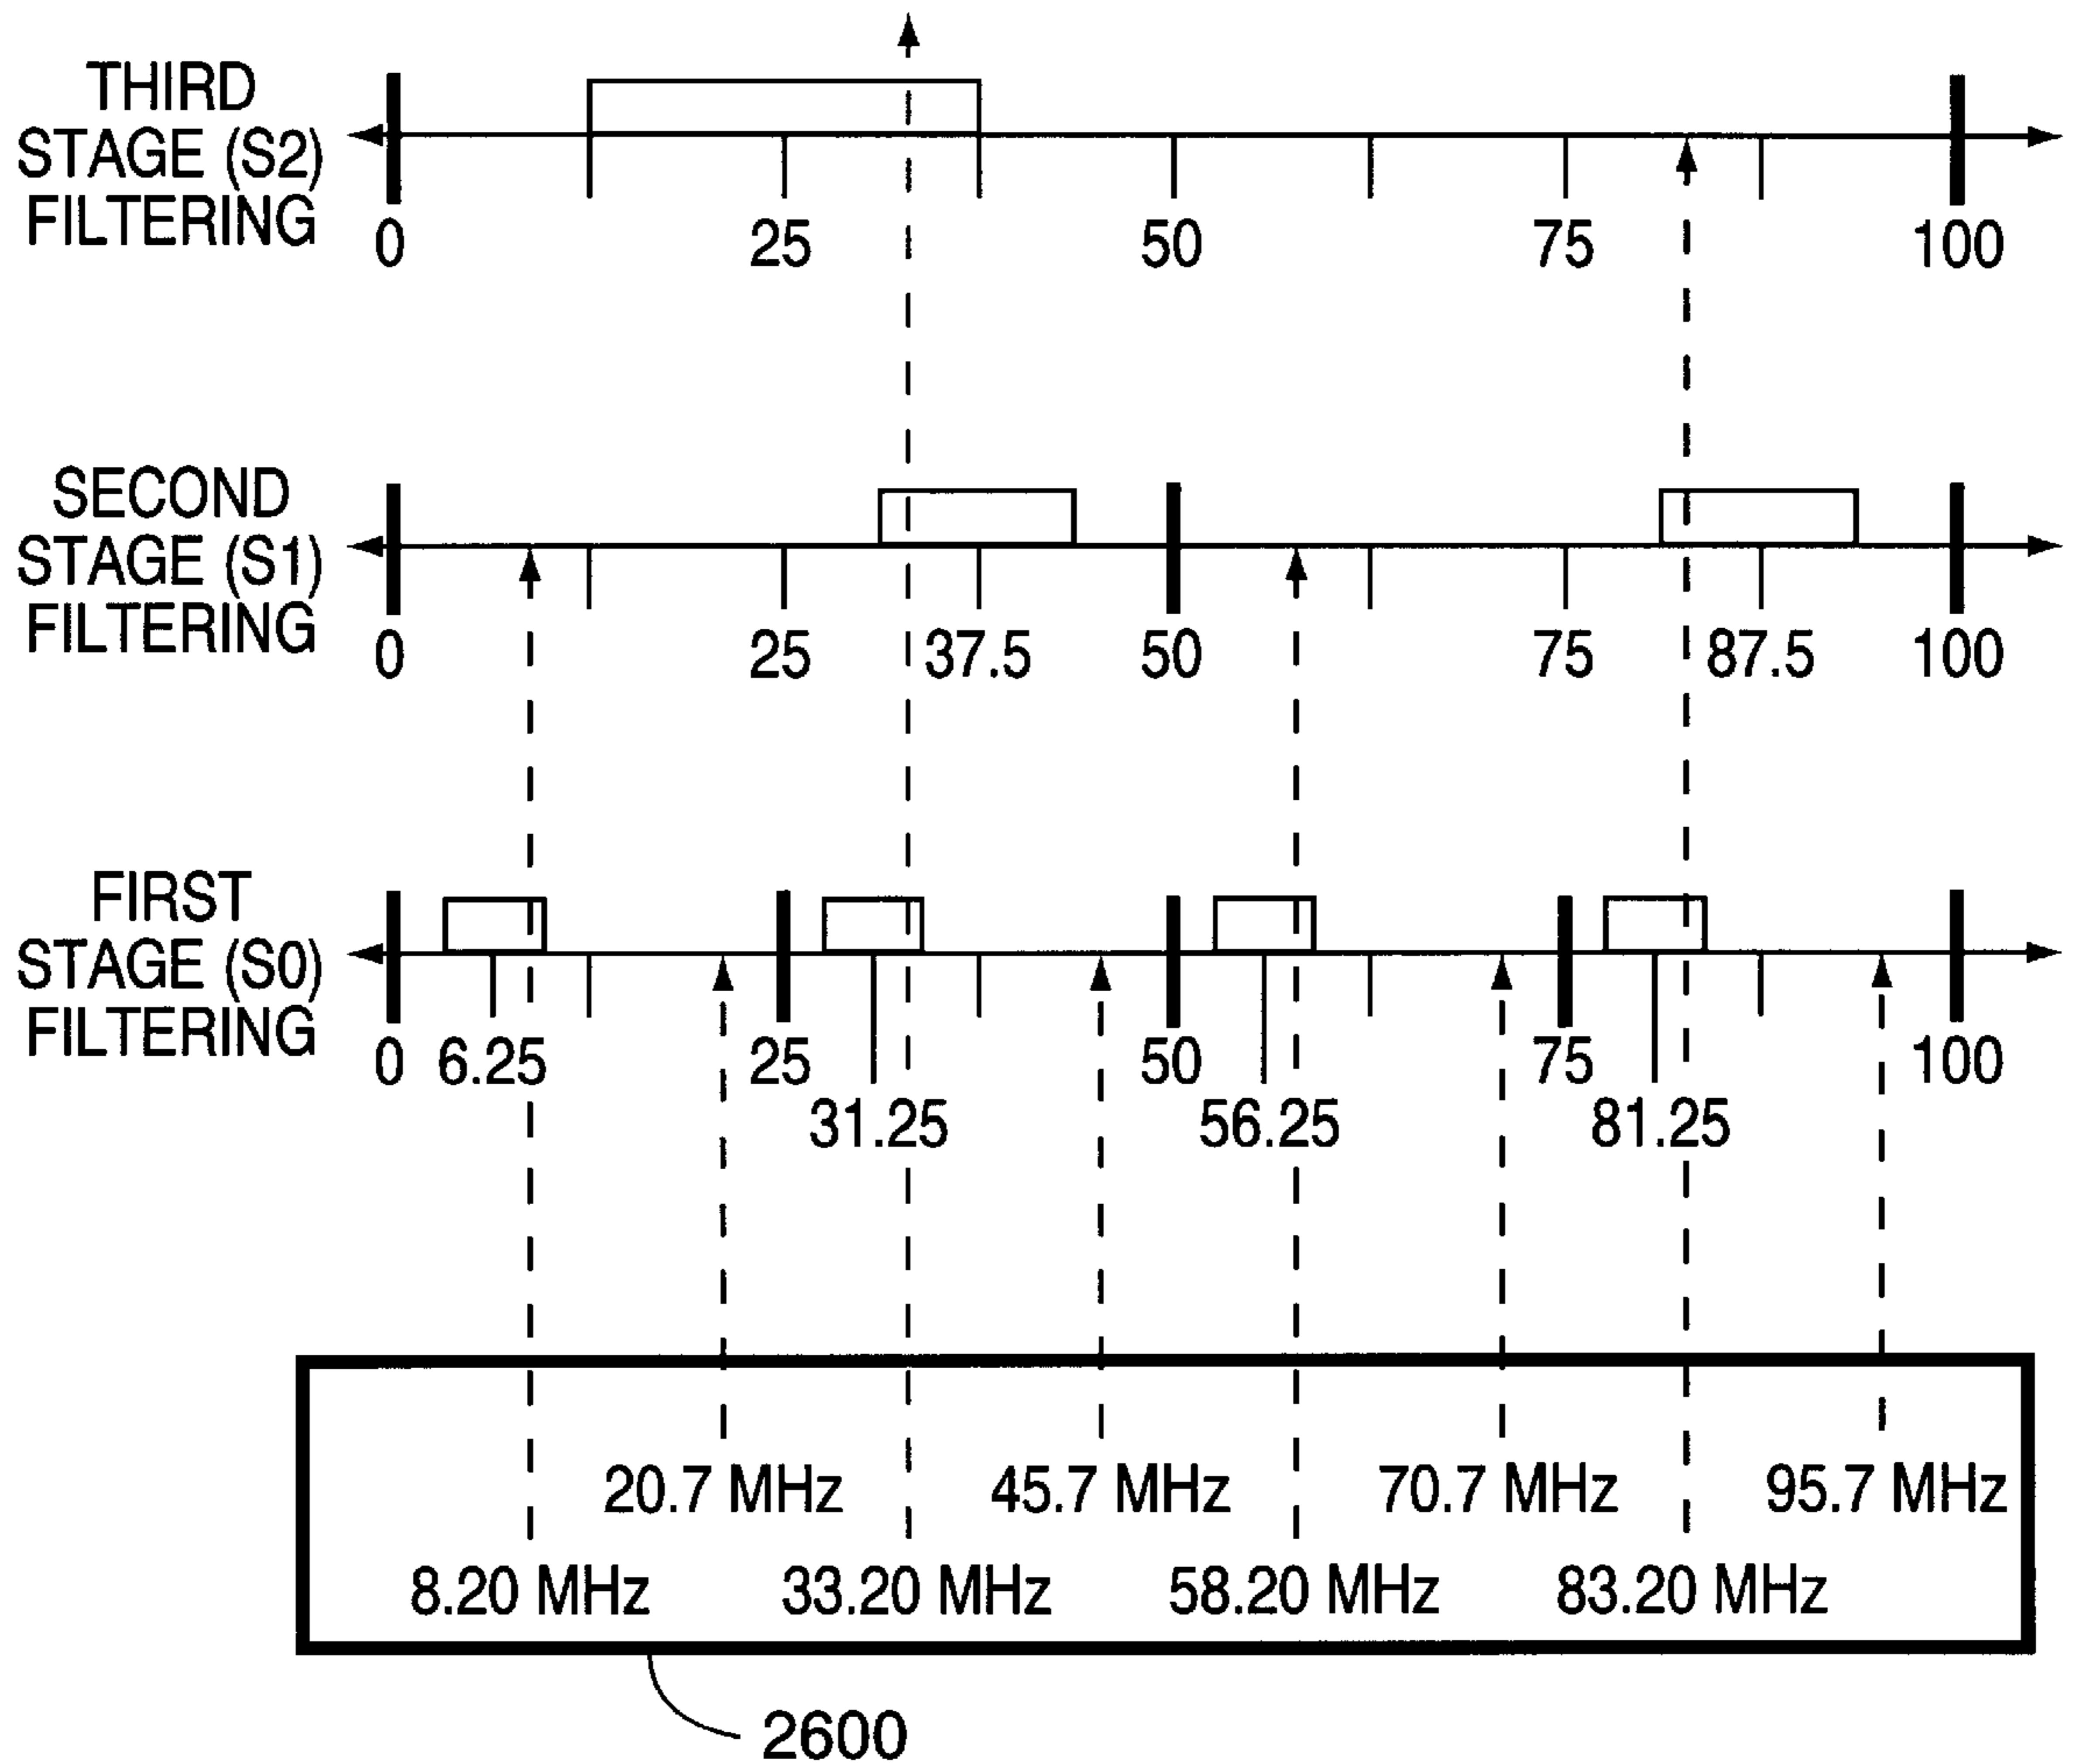 THIRD
STAGE (S2)
FILTERING
0
25
50
75
100
SECOND
STAGE (S1)
FILTERING
0
25
37.5
50
75
87.5
100
FIRST
STAGE (S0)
FILTERING
0
6.25
25
31.25
50
56.25
75
81.25
100
20.7 MHz
45.7 MHz
70.7 MHz
95.7 MHz
8.20 MHz
33.20 MHz
58.20 MHz
83.20 MHz
2600